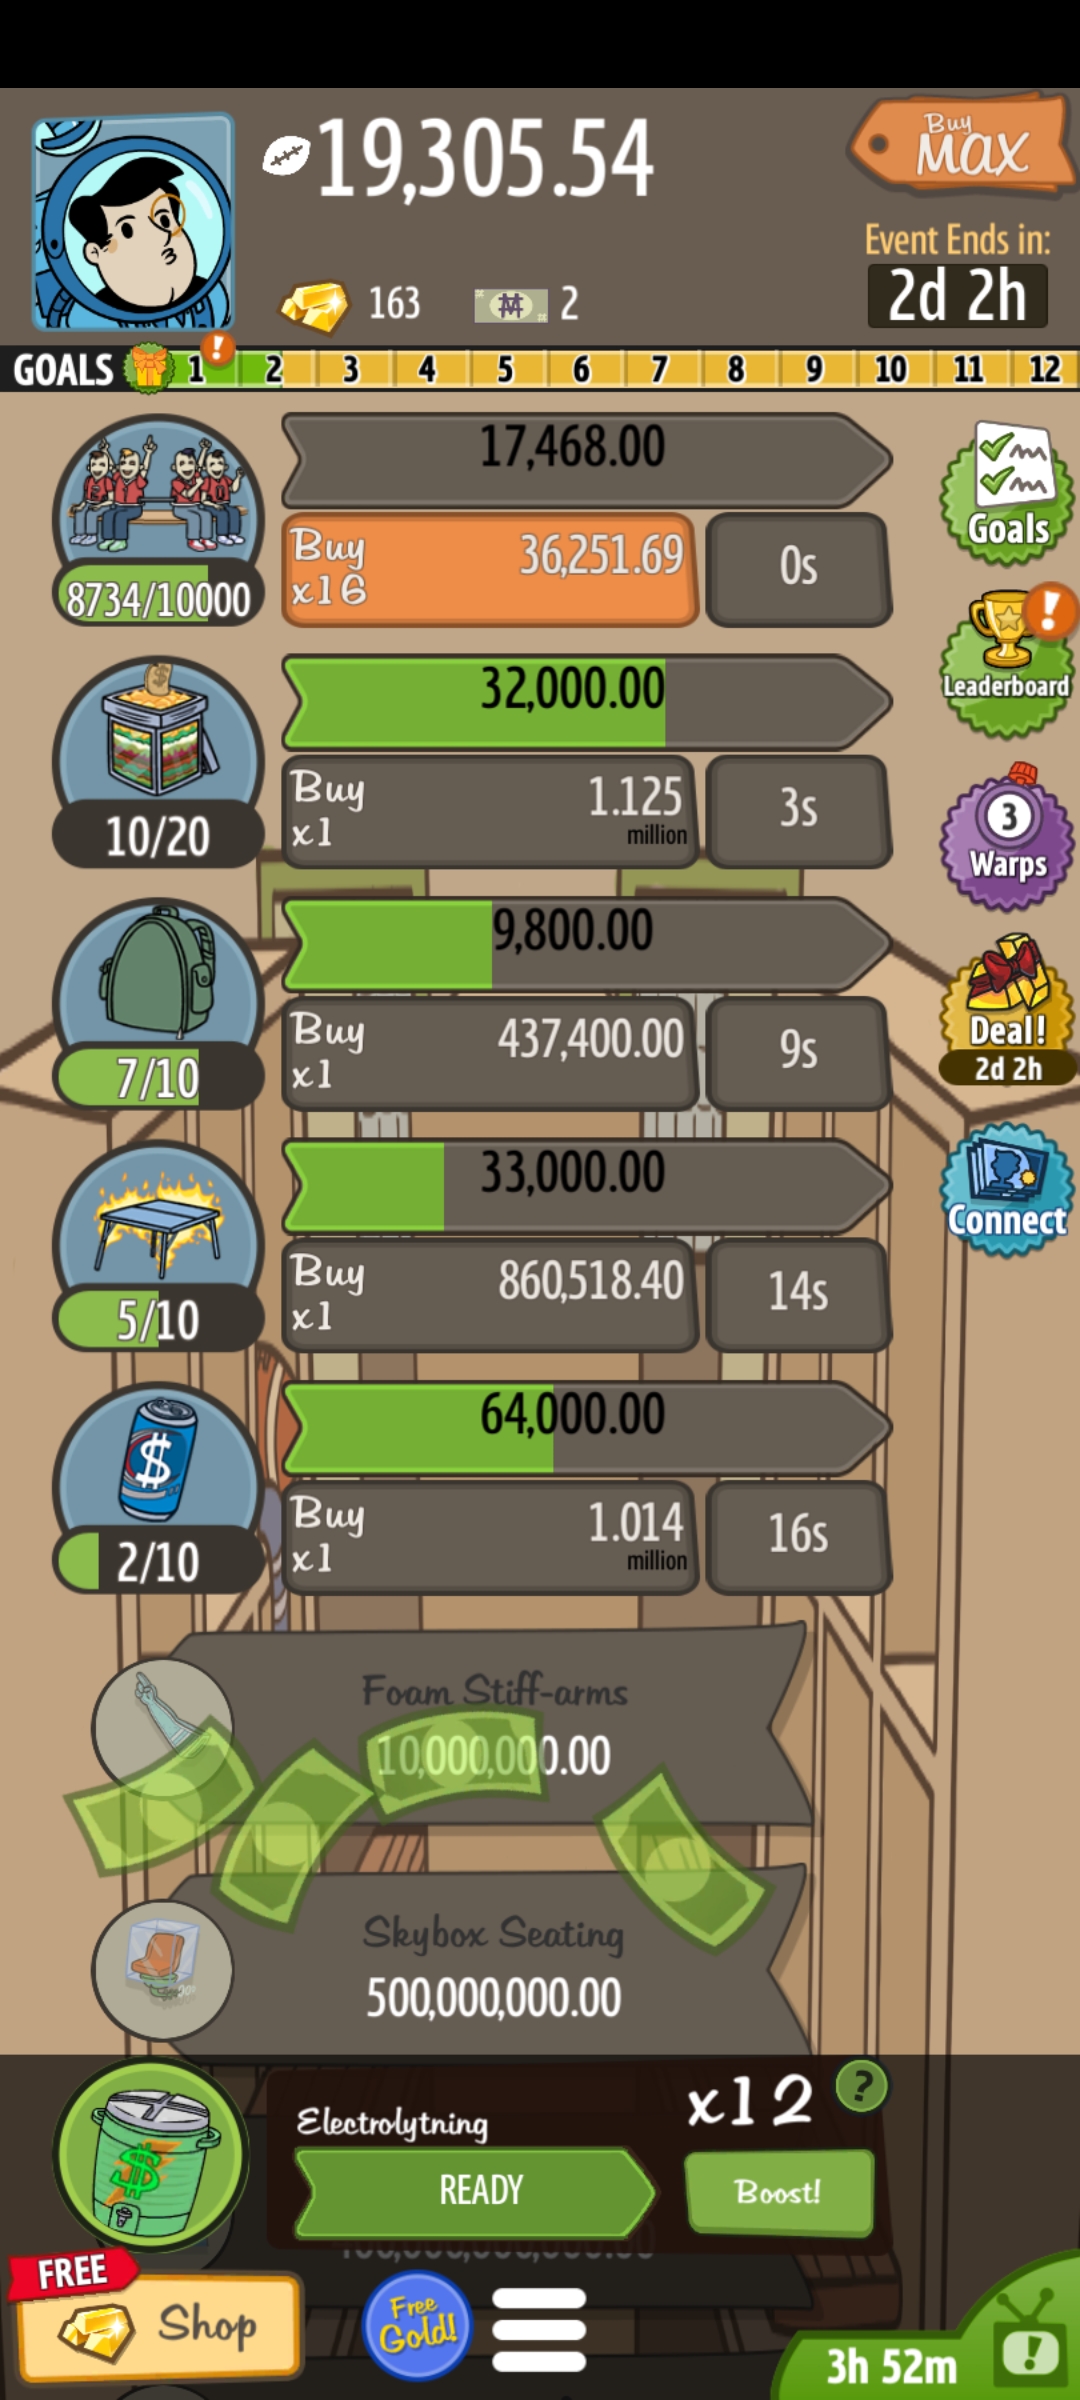 19,305.54
Buy
MAX
Event Ends in:
2d 2h
163
2
GOALS 1 ! 2 3 4 5 6 7 8 9 10 11 12
17,468.00
Buy
x16
36,251.69
0s
8734/10000
Goals
32,000.00
Buy
x1
1.125
million
3s
10/20
!
Leaderboard
9,800.00
Buy
x1
437,400.00
9s
7/10
3
Warps
33,000.00
Buy
x1
860,518.40
14s
5/10
Deal!
2d 2h
64,000.00
Buy
x1
1.014
million
16s
2/10
Connect
Foam Stiff-arms
10,000,000.00
Skybox Seating
500,000,000.00
Electrolytning
x12
?
READY
Boost!
FREE
Shop
Free
Gold!
3h 52m
!